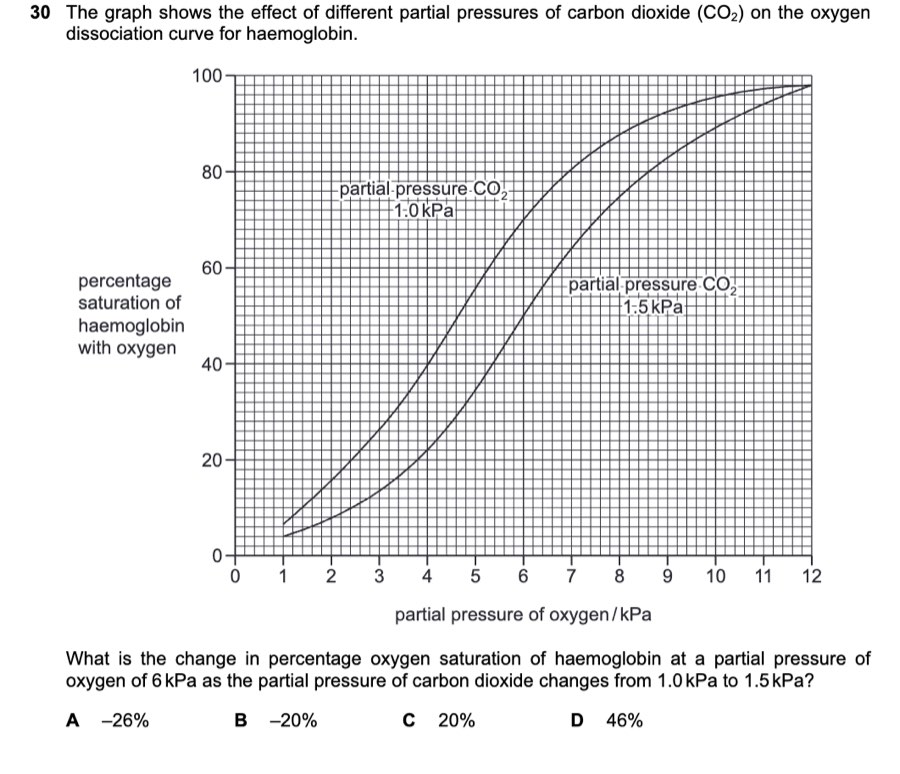 30 The graph shows the effect of different partial pressures of carbon dioxide (CO₂) on the oxygen
dissociation curve for haemoglobin.
100
80
60
40
20
0
percentage
saturation of
haemoglobin
with oxygen
partial pressure CO₂
1.0 kPa
partial pressure CO₂
1.5 kPa
0 1 2 3 4 5 6 7 8 9 10 11 12
partial pressure of oxygen / kPa
What is the change in percentage oxygen saturation of haemoglobin at a partial pressure of
oxygen of 6 kPa as the partial pressure of carbon dioxide changes from 1.0 kPa to 1.5 kPa?
A –26% B –20% C 20% D 46%